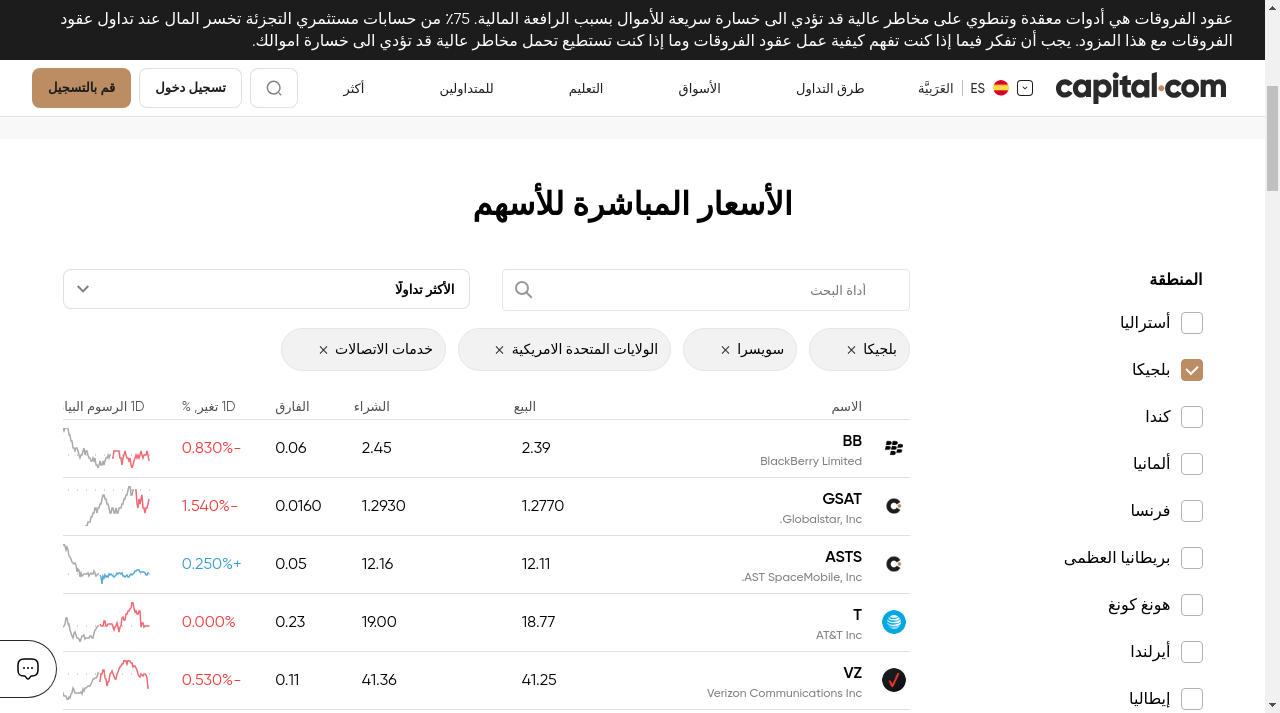 عقود الفروقات هي أدوات معقدة وتنطوي على مخاطر عالية قد تؤدي الى خسارة سريعة للأموال بسبب الرافعة المالية. 75٪ من حسابات مستثمري التجزئة تخسر المال عند تداول عقود
الفروقات مع هذا المزود. يجب أن تفكر فيما إذا كنت تفهم كيفية عمل عقود الفروقات وما إذا كنت تستطيع تحمل مخاطر عالية قد تؤدي الى خسارة اموالك.
capital.com
ES العَرَبيَّة
طرق التداول
الأسواق
التعليم
للمتداولين
أكثر
تسجيل دخول
قم بالتسجيل
الأسعار المباشرة للأسهم
المنطقة
أستراليا
بلجيكا
كندا
ألمانيا
فرنسا
بريطانيا العظمى
هونغ كونغ
أيرلندا
إيطاليا
أداة البحث
الأكثر تداولًا
بلجيكا ×
سويسرا ×
الولايات المتحدة الامريكية ×
خدمات الاتصالات ×
الاسم البيع الشراء الفارق 1D تغير, % 1D الرسوم البيا
BB 2.39 2.45 0.06 0.830%-
BlackBerry Limited
GSAT 1.2770 1.2930 0.0160 1.540%-
.Globalstar, Inc
ASTS 12.11 12.16 0.05 0.250%+
.AST SpaceMobile, Inc
T 18.77 19.00 0.23 0.000%
AT&T Inc
VZ 41.25 41.36 0.11 0.530%-
Verizon Communications Inc